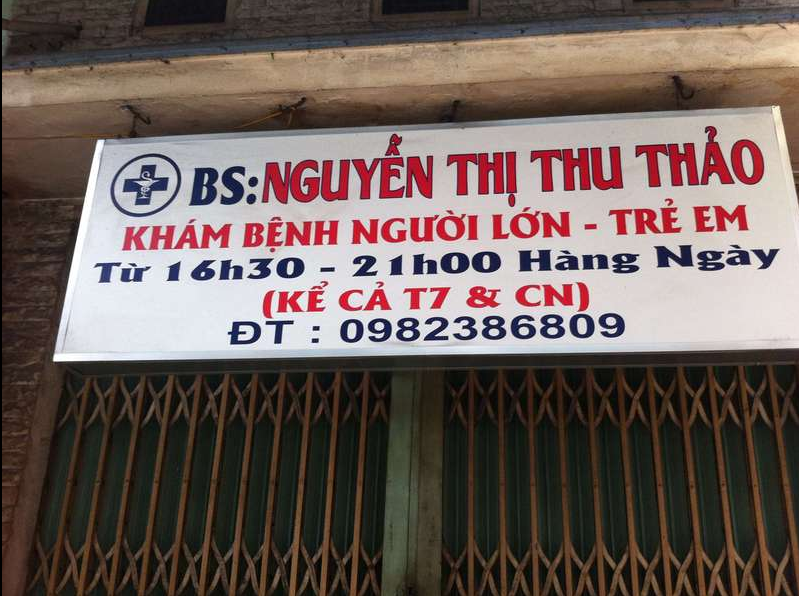 BS: NGUYỄN THỊ THU THẢO
KHÁM BỆNH NGƯỜI LỚN - TRẺ EM
Từ 16h30 - 21h00 Hàng Ngày
(KỂ CẢ T7 & CN)
ĐT : 0982386809